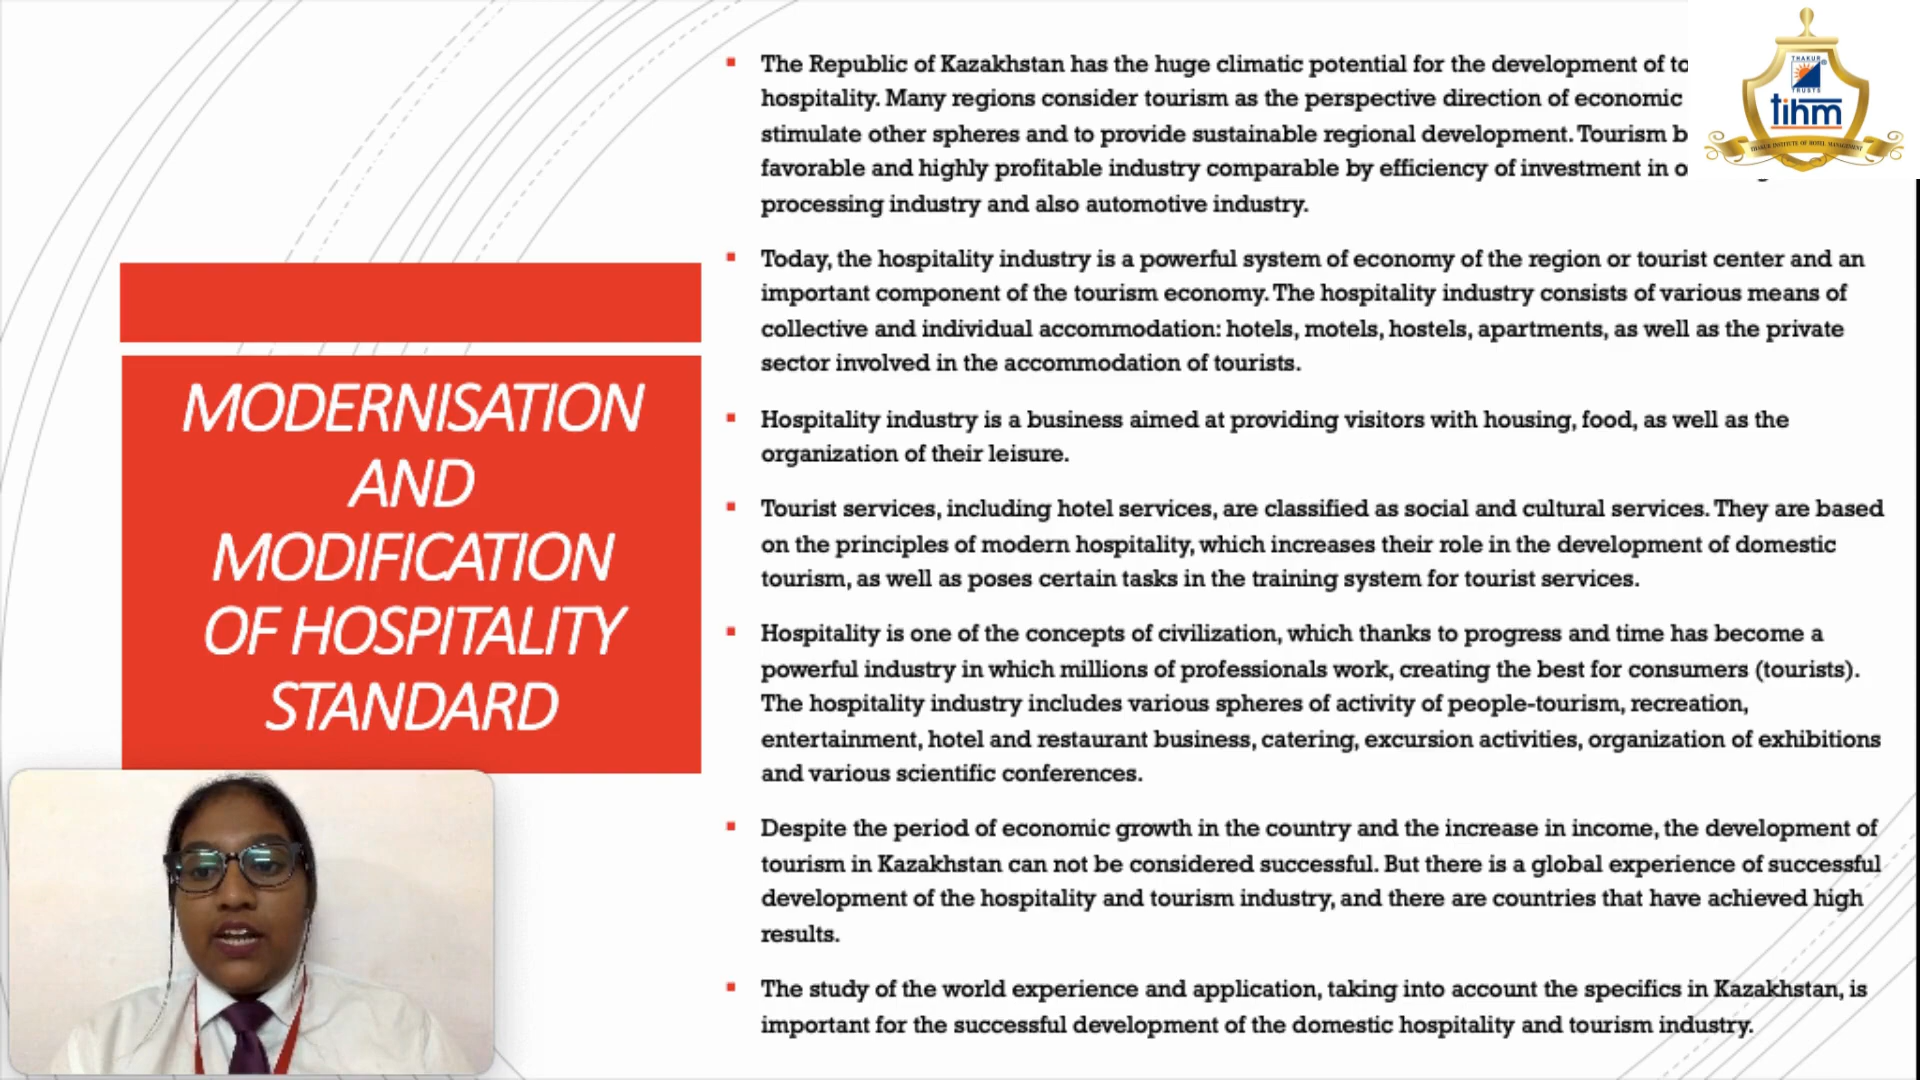 MODERNISATION
AND
MODIFICATION
OF HOSPITALITY
STANDARD
The Republic of Kazakhstan has the huge climatic potential for the development of
hospitality. Many regions consider tourism as the perspective direction of economic
stimulate other spheres and to provide sustainable regional development. Tourism
favorable and highly profitable industry comparable by efficiency of investment in
processing industry and also automotive industry.
Today, the hospitality industry is a powerful system of economy of the region or tourist center and an
important component of the tourism economy. The hospitality industry consists of various means of
collective and individual accommodation: hotels, motels, hostels, apartments, as well as the private
sector involved in the accommodation of tourists.
Hospitality industry is a business aimed at providing visitors with housing, food, as well as the
organization of their leisure.
Tourist services, including hotel services, are classified as social and cultural services. They are based
on the principles of modern hospitality, which increases their role in the development of domestic
tourism, as well as poses certain tasks in the training system for tourist services.
Hospitality is one of the concepts of civilization, which thanks to progress and time has become a
powerful industry in which millions of professionals work, creating the best for consumers (tourists).
The hospitality industry includes various spheres of activity of people-tourism, recreation,
entertainment, hotel and restaurant business, catering, excursion activities, organization of exhibitions
and various scientific conferences.
Despite the period of economic growth in the country and the increase in income, the development of
tourism in Kazakhstan can not be considered successful. But there is a global experience of successful
development of the hospitality and tourism industry, and there are countries that have achieved high
results.
The study of the world experience and application, taking into account the specifics in Kazakhstan, is
important for the successful development of the domestic hospitality and tourism industry.
THAKUR
TRUSTS
tihm
THAKUR INSTITUTE OF HOTEL MANAGEMENT